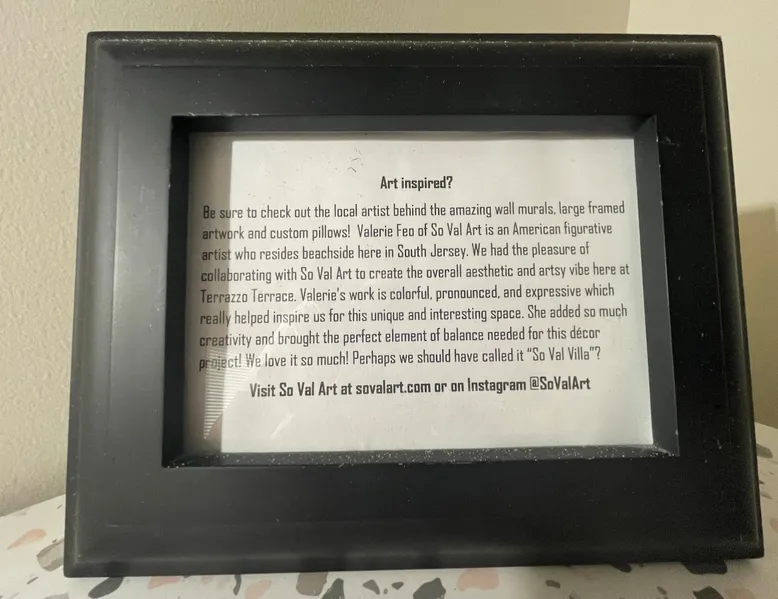 Art inspired?
Be sure to check out the local artist behind the amazing wall murals, large framed
artwork and custom pillows! Valerie Feo of So Val Art is an American figurative
artist who resides beachside here in South Jersey. We had the pleasure of
collaborating with So Val Art to create the overall aesthetic and artsy vibe here at
Terrazzo Terrace. Valerie's work is colorful, pronounced, and expressive which
really helped inspire us for this unique and interesting space. She added so much
creativity and brought the perfect element of balance needed for this décor
project! We love it so much! Perhaps we should have called it "So Val Villa"?
Visit So Val Art at sovalart.com or on Instagram @SoValArt